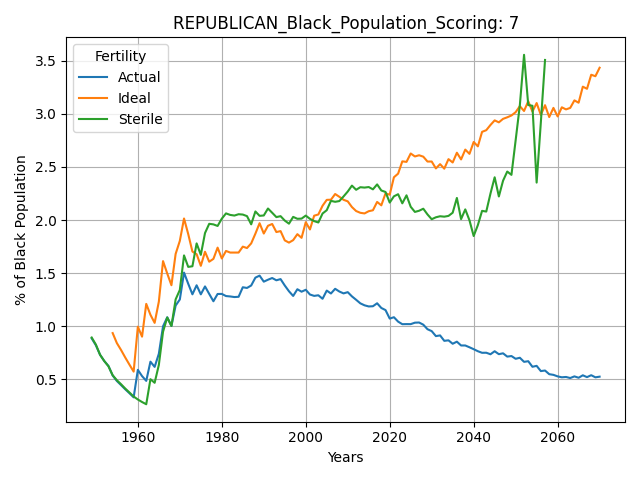 REPUBLICAN_Black_Population_Scoring: 7
Fertility
Actual
Ideal
Sterile
% of Black Population
3.5
3.0
2.5
2.0
1.5
1.0
0.5
1960 1980 2000 2020 2040 2060
Years